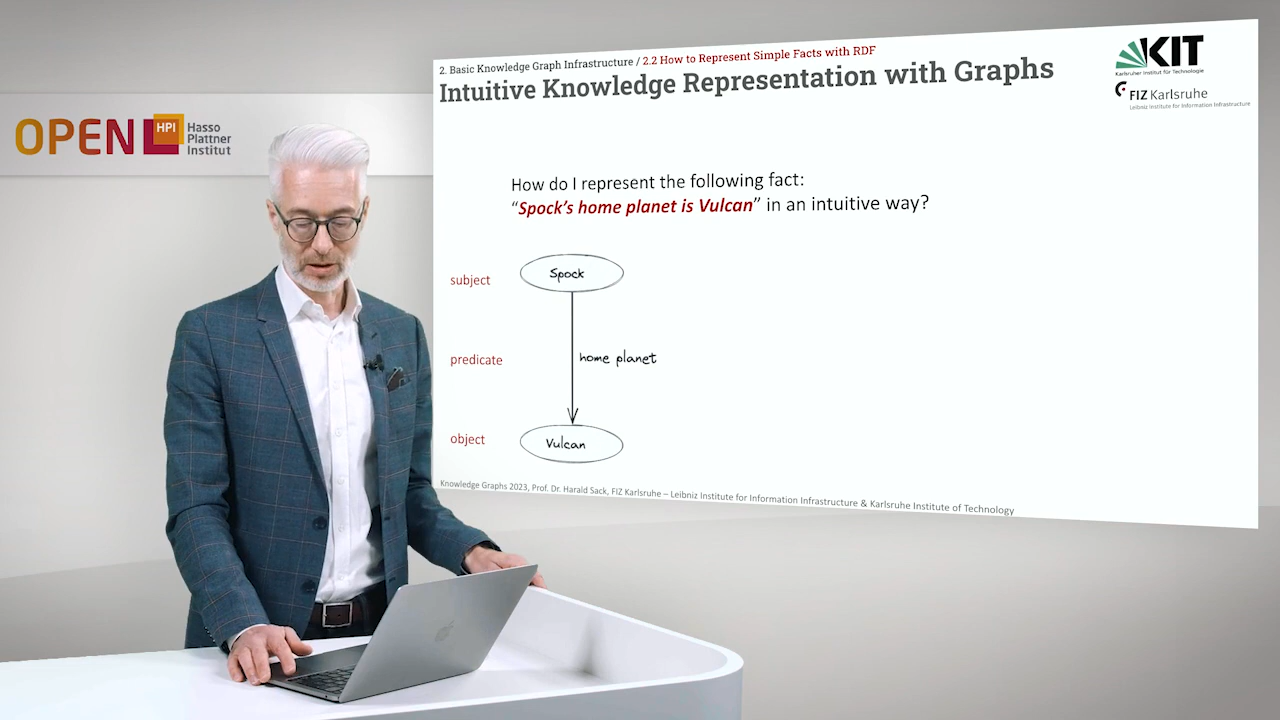 OPEN HPI Hasso
Plattner
Institut
2. Basic Knowledge Graph Infrastructure / 2.2 How to Represent Simple Facts with RDF
Intuitive Knowledge Representation with Graphs
KIT
Karlsruher Institut für Technologie
FIZ Karlsruhe
Leibniz Institute for Information Infrastructure
How do I represent the following fact:
“Spock’s home planet is Vulcan” in an intuitive way?
subject
Spock
predicate
home planet
object
Vulcan
Knowledge Graphs 2023, Prof. Dr. Harald Sack, FIZ Karlsruhe – Leibniz Institute for Information Infrastructure & Karlsruhe Institute of Technology